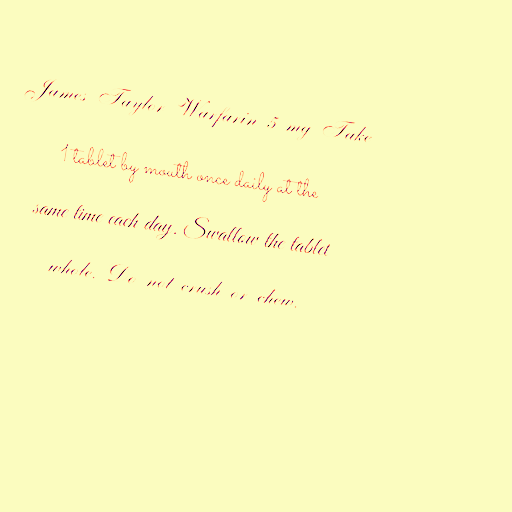 James Taylor Warfarin 5 mg Take
1 tablet by mouth once daily at the
same time each day. Swallow the tablet
whole. Do not crush or chew.